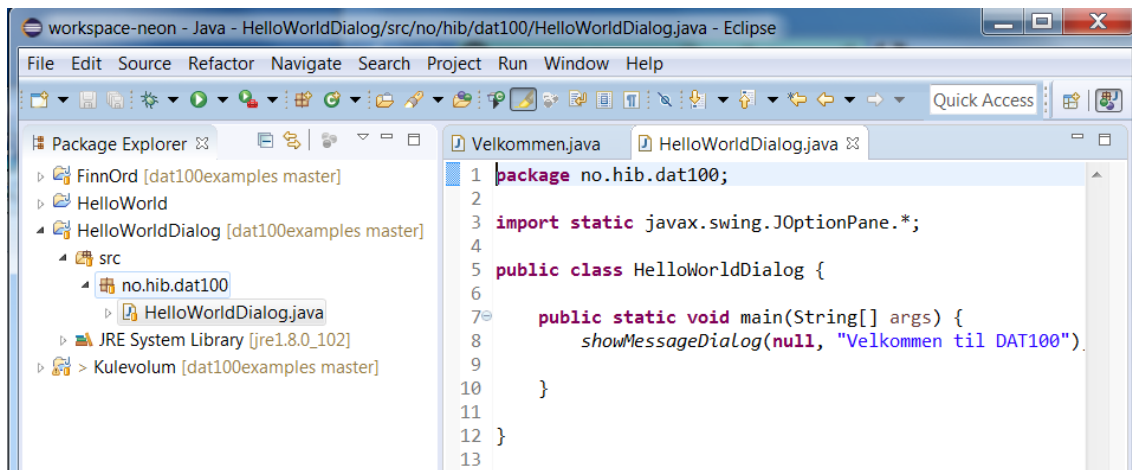 workspace-neon - Java - HelloWorldDialog/src/no/hib/dat100/HelloWorldDialog.java - Eclipse
File Edit Source Refactor Navigate Search Project Run Window Help
Quick Access
Package Explorer
FinnOrd [dat100examples master]
HelloWorld
HelloWorldDialog [dat100examples master]
src
no.hib.dat100
HelloWorldDialog.java
JRE System Library [jre1.8.0_102]
> Kulevolum [dat100examples master]
Velkommen.java HelloWorldDialog.java
1 package no.hib.dat100;
2
3 import static javax.swing.JOptionPane.*;
4
5 public class HelloWorldDialog {
6
7 public static void main(String[] args) {
8 showMessageDialog(null, "Velkommen til DAT100")
9
10 }
11
12 }
13